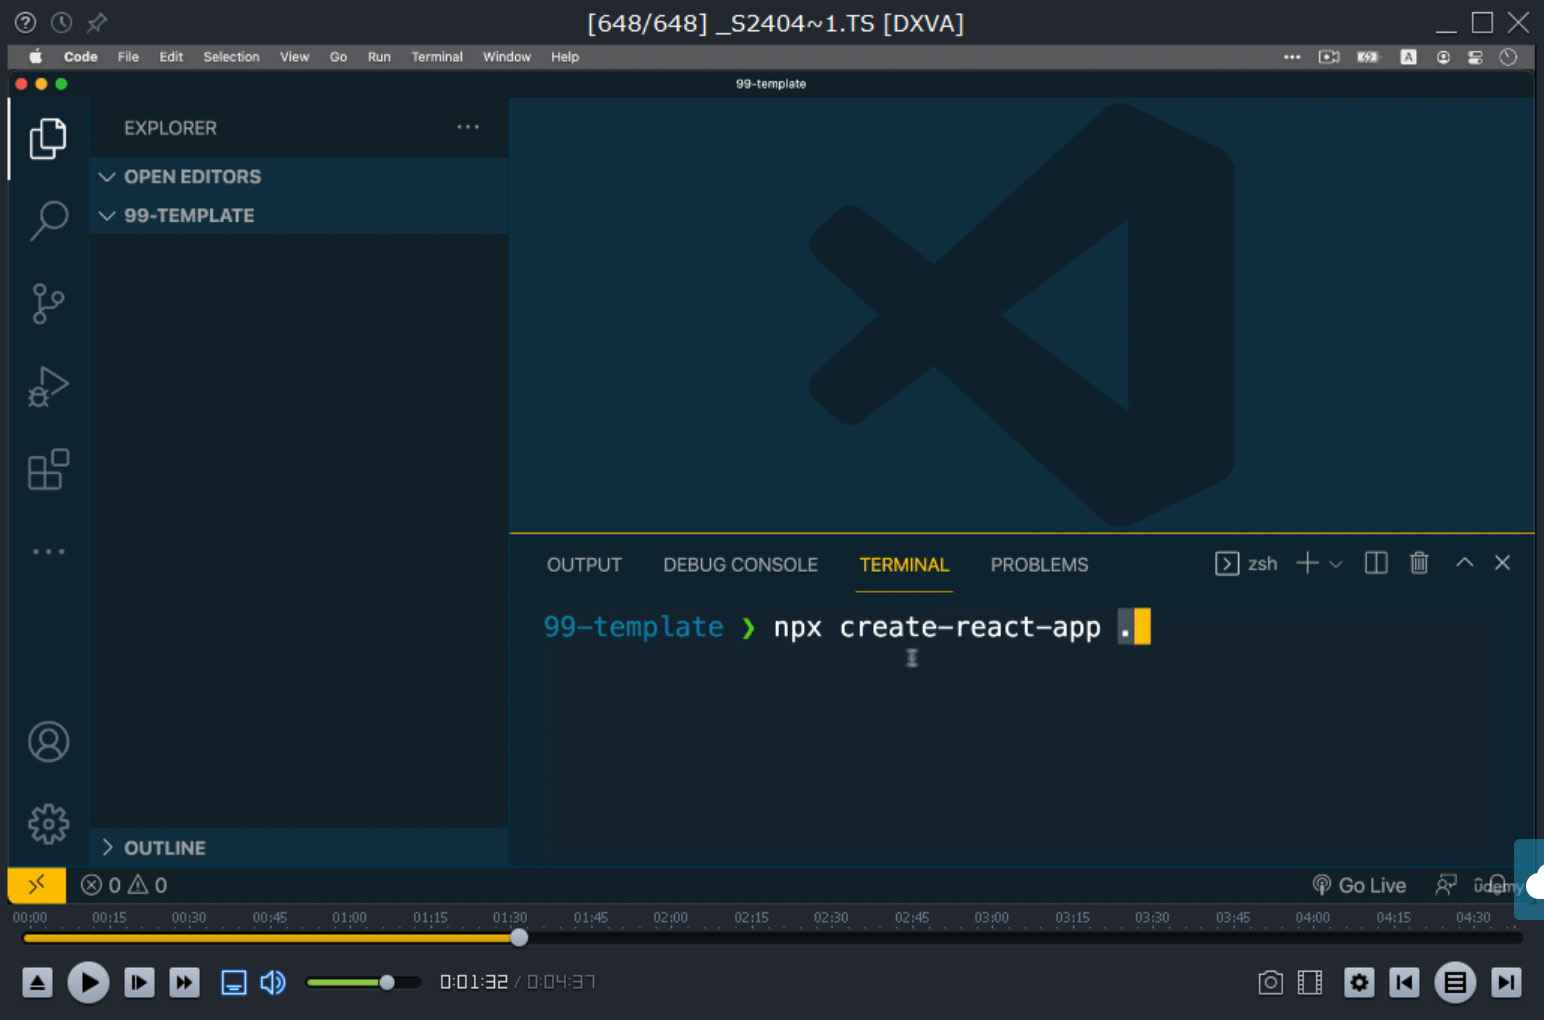 [648/648] _S2404~1.TS [DXVA]
Code File Edit Selection View Go Run Terminal Window Help
A
99-template
EXPLORER
OPEN EDITORS
99-TEMPLATE
OUTPUT DEBUG CONSOLE TERMINAL PROBLEMS zsh
99-template ❯ npx create-react-app .
OUTLINE
0 0 Go Live
udemy
00:00 00:15 00:30 00:45 01:00 01:15 01:30 01:45 02:00 02:15 02:30 02:45 03:00 03:15 03:30 03:45 04:00 04:15 04:30
0:01:32 / 0:04:37